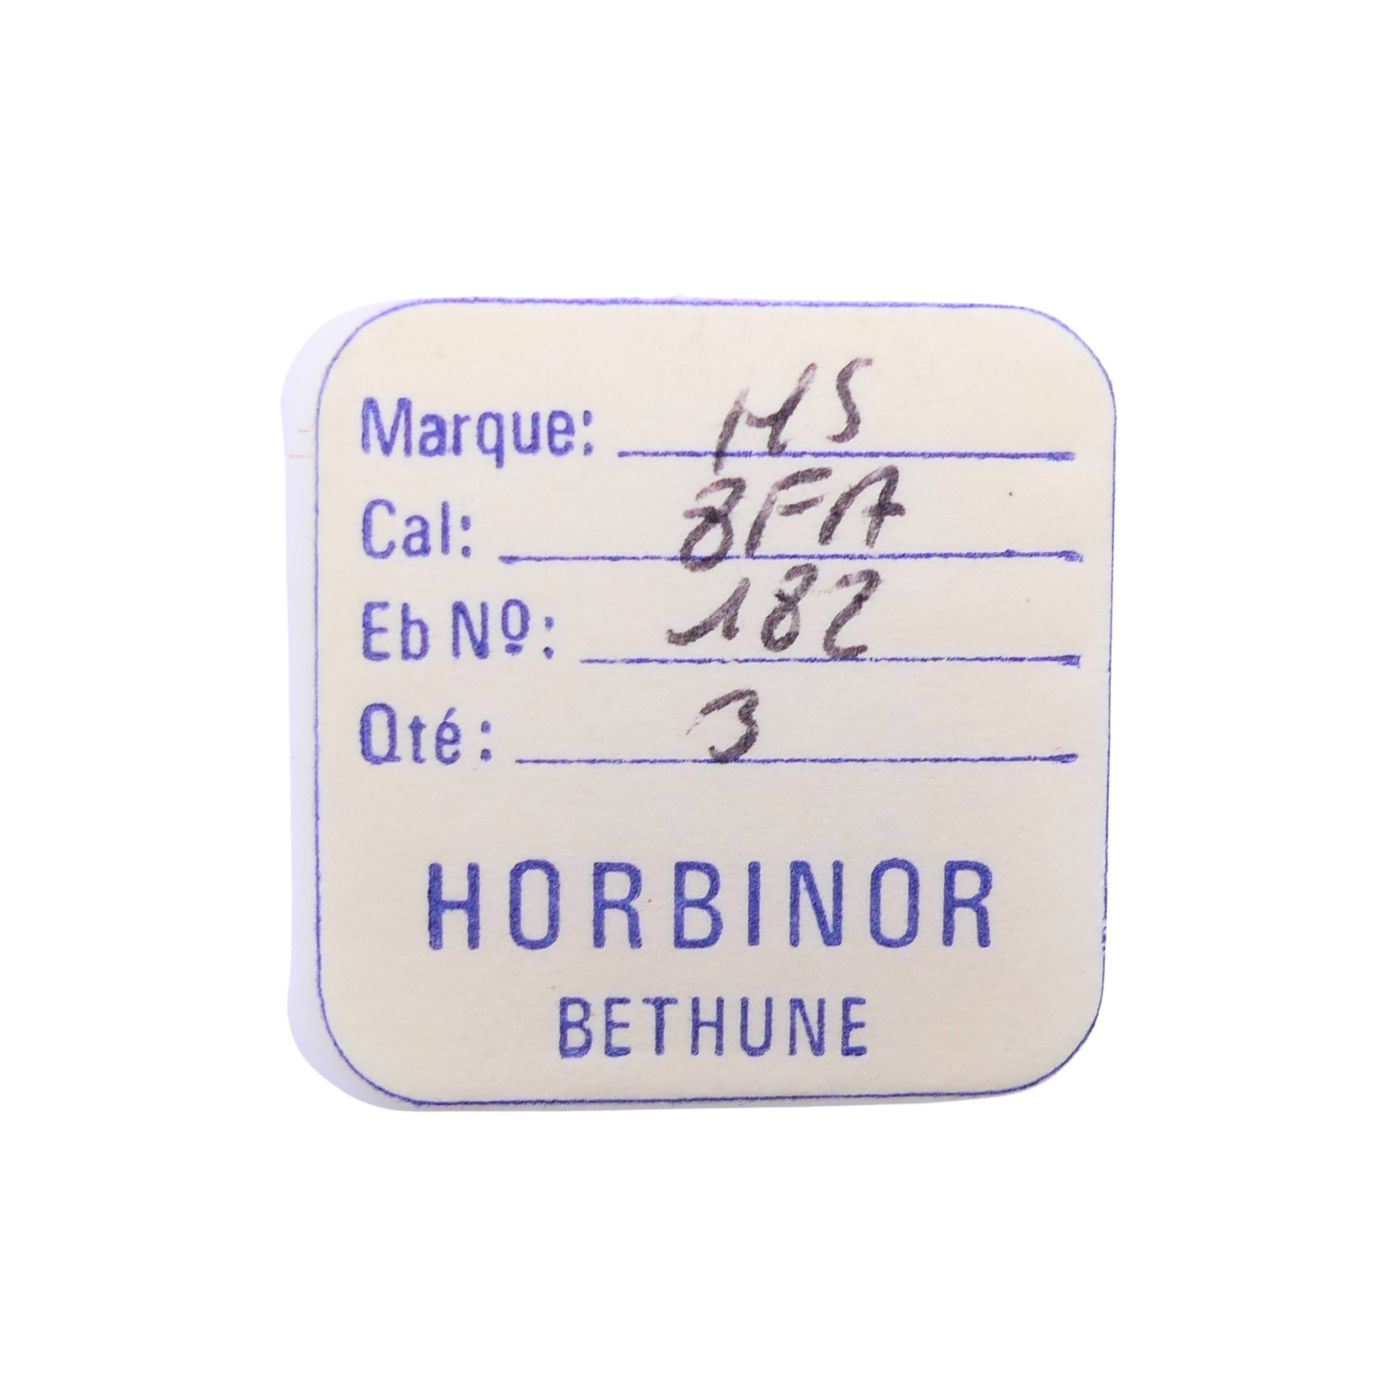 Marque: MS
Cal: 8FA
Eb Nº: 182
Qté: 3
HORBINOR
BETHUNE